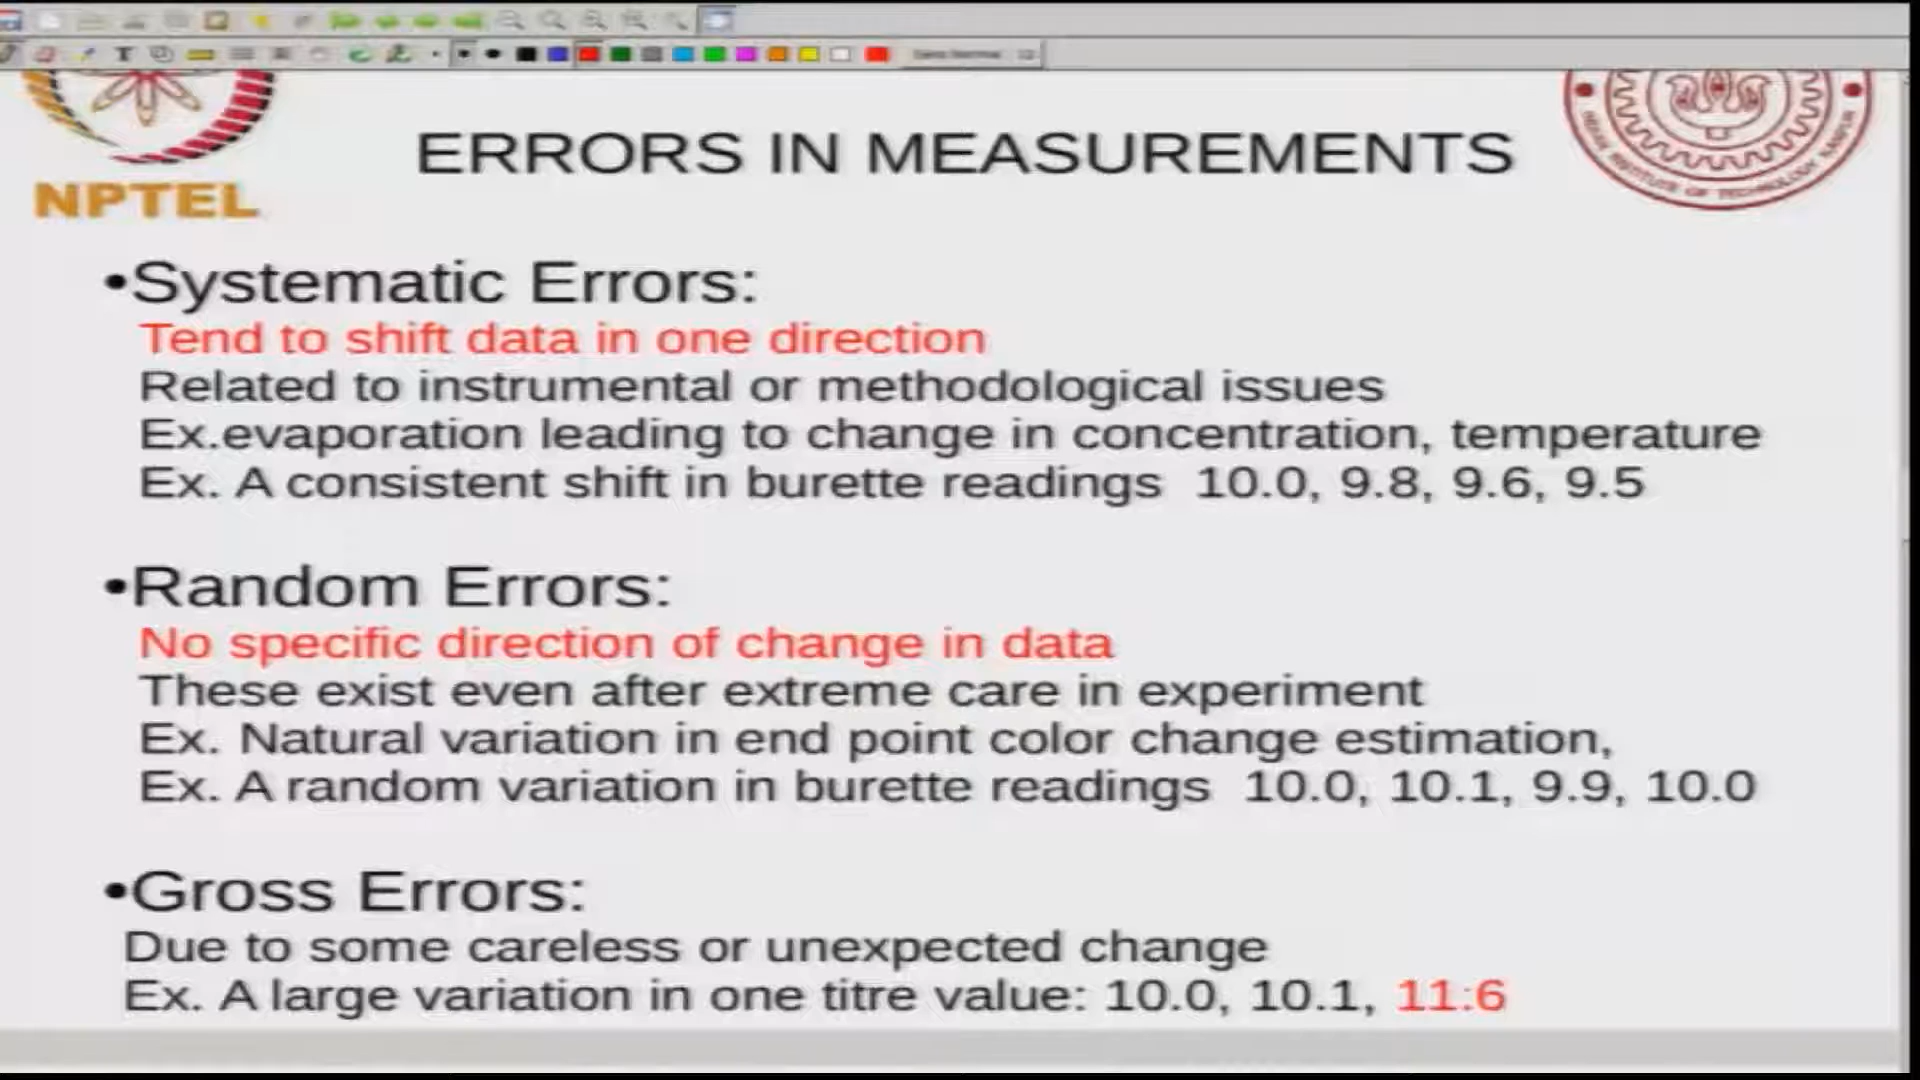 ERRORS IN MEASUREMENTS
NPTEL
INDIAN INSTITUTE OF TECHNOLOGY KANPUR
•Systematic Errors:
Tend to shift data in one direction
Related to instrumental or methodological issues
Ex.evaporation leading to change in concentration, temperature
Ex. A consistent shift in burette readings 10.0, 9.8, 9.6, 9.5
•Random Errors:
No specific direction of change in data
These exist even after extreme care in experiment
Ex. Natural variation in end point color change estimation,
Ex. A random variation in burette readings 10.0, 10.1, 9.9, 10.0
•Gross Errors:
Due to some careless or unexpected change
Ex. A large variation in one titre value: 10.0, 10.1, 11:6